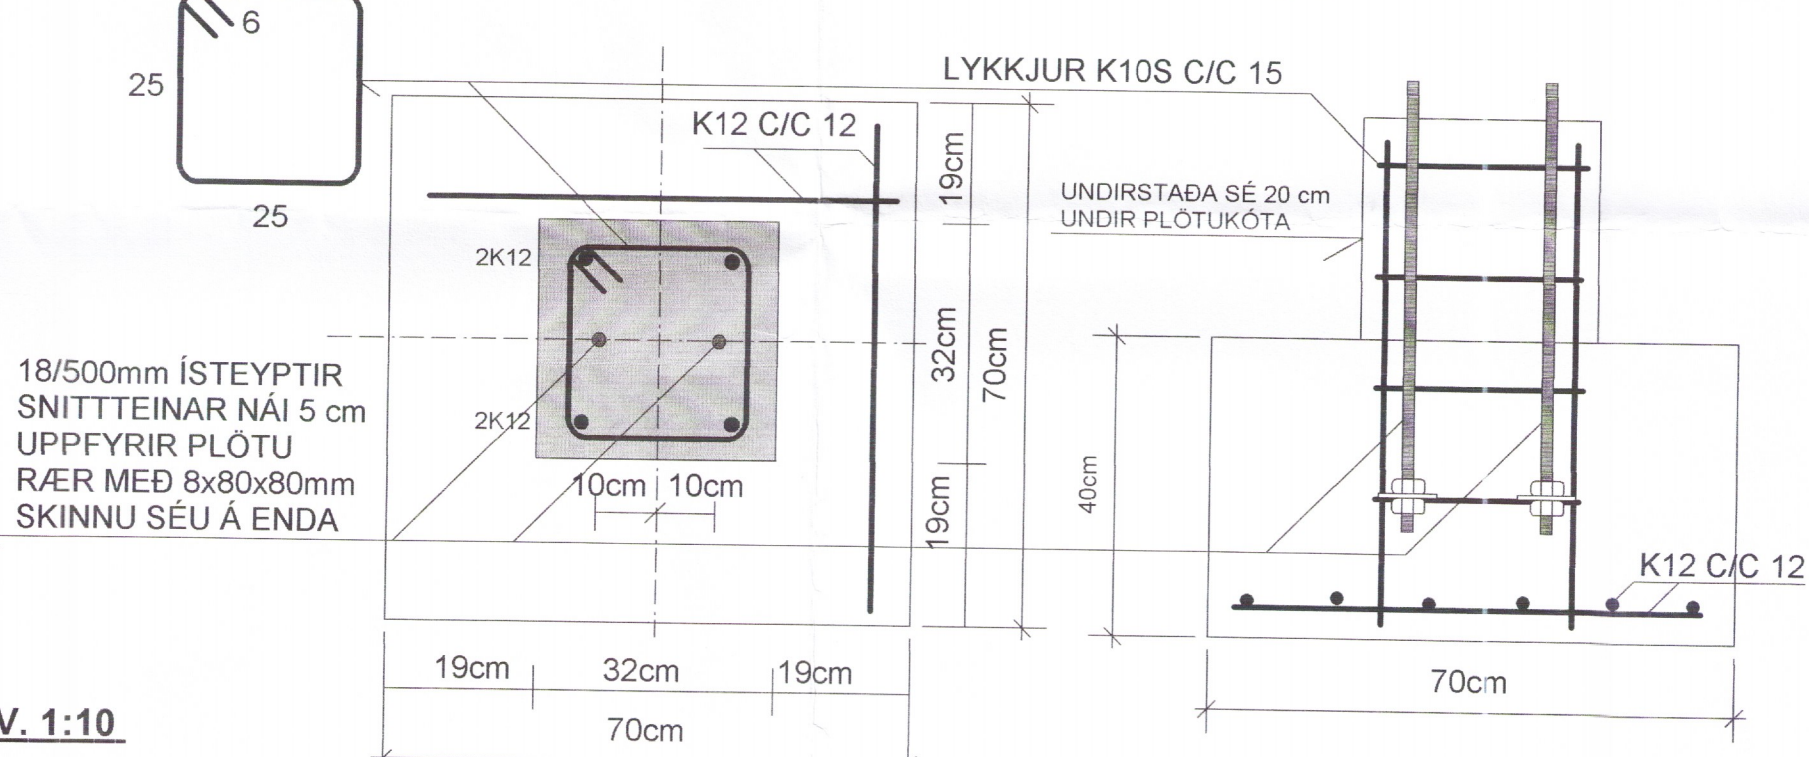 6
25
25
LYKKJUR K10S C/C 15
K12 C/C 12
19cm
32cm
19cm
70cm
UNDIRSTAÐA SÉ 20 cm
UNDIR PLÖTUKÓTA
2K12
2K12
18/500mm ÍSTEYPTIR
SNITTTEINAR NÁI 5 cm
UPPFYRIR PLÖTU
RÆR MEÐ 8x80x80mm
SKINNU SÉU Á ENDA
10cm 10cm
40cm
K12 C/C 12
19cm 32cm 19cm
70cm
70cm
V. 1:10